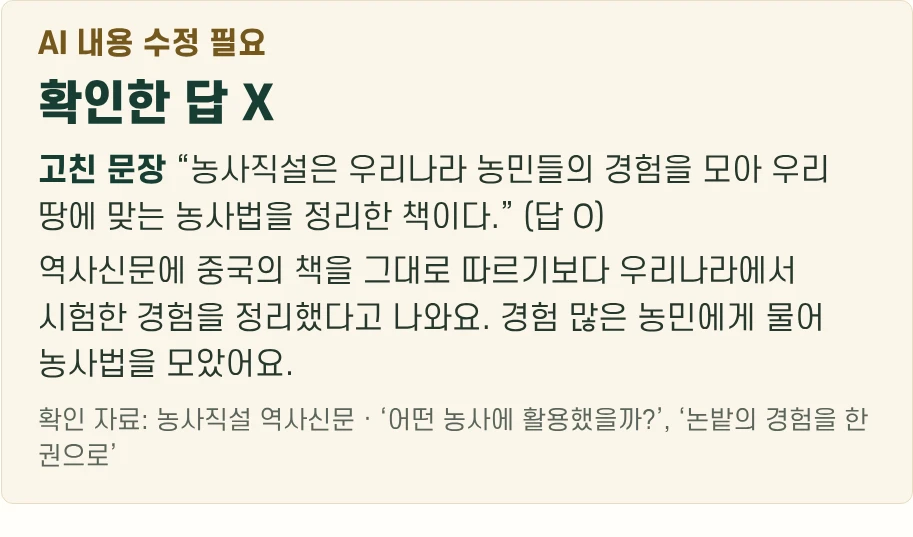 AI 내용 수정 필요
확인한 답 X
고친 문장 “농사직설은 우리나라 농민들의 경험을 모아 우리
땅에 맞는 농사법을 정리한 책이다.” (답 O)
역사신문에 중국의 책을 그대로 따르기보다 우리나라에서
시험한 경험을 정리했다고 나와요. 경험 많은 농민에게 물어
농사법을 모았어요.
확인 자료: 농사직설 역사신문 · ‘어떤 농사에 활용했을까?’, ‘논밭의 경험을 한
권으로’